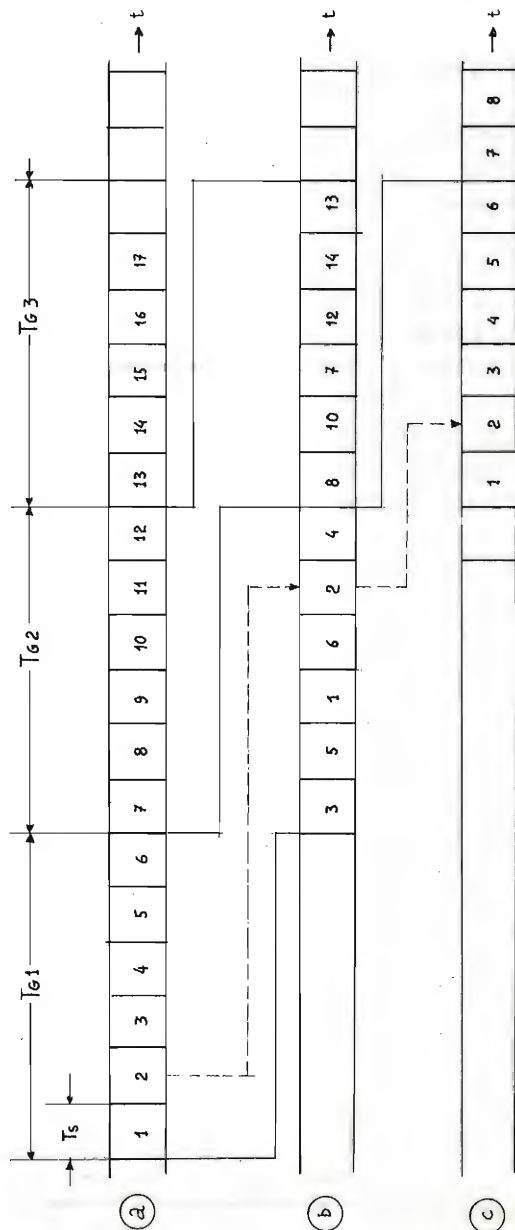 TG1 TG2 TG3
Ts
a 1 2 3 4 5 6 7 8 9 10 11 12 13 14 15 16 17 → t
b 3 5 1 6 2 4 8 10 7 12 14 13 → t
c 1 2 3 4 5 6 7 8 → t